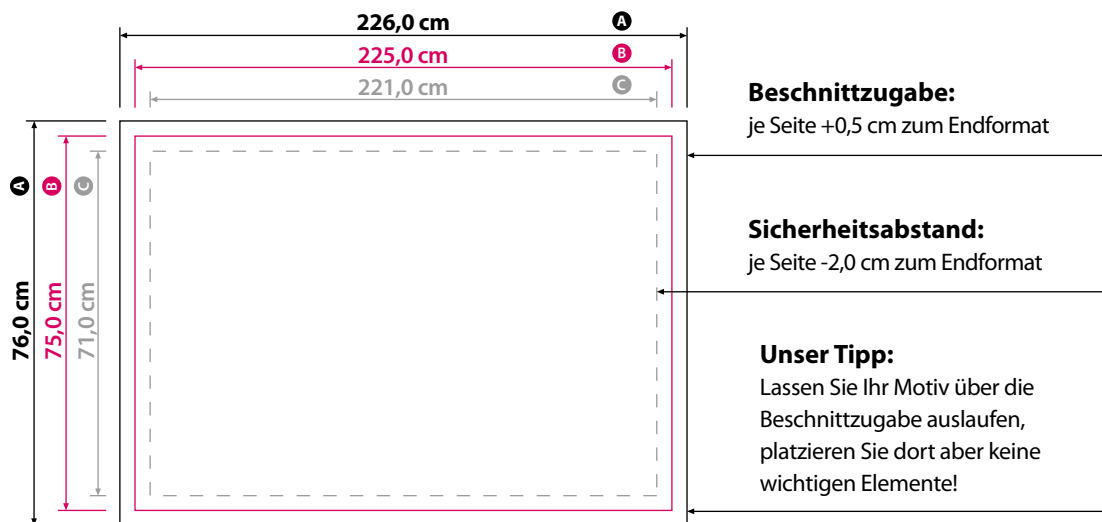 226,0 cm A
225,0 cm B
221,0 cm C
A
B
C
76,0 cm
75,0 cm
71,0 cm
Beschnittzugabe:
je Seite +0,5 cm zum Endformat
Sicherheitsabstand:
je Seite -2,0 cm zum Endformat
Unser Tipp:
Lassen Sie Ihr Motiv über die
Beschnittzugabe auslaufen,
platzieren Sie dort aber keine
wichtigen Elemente!